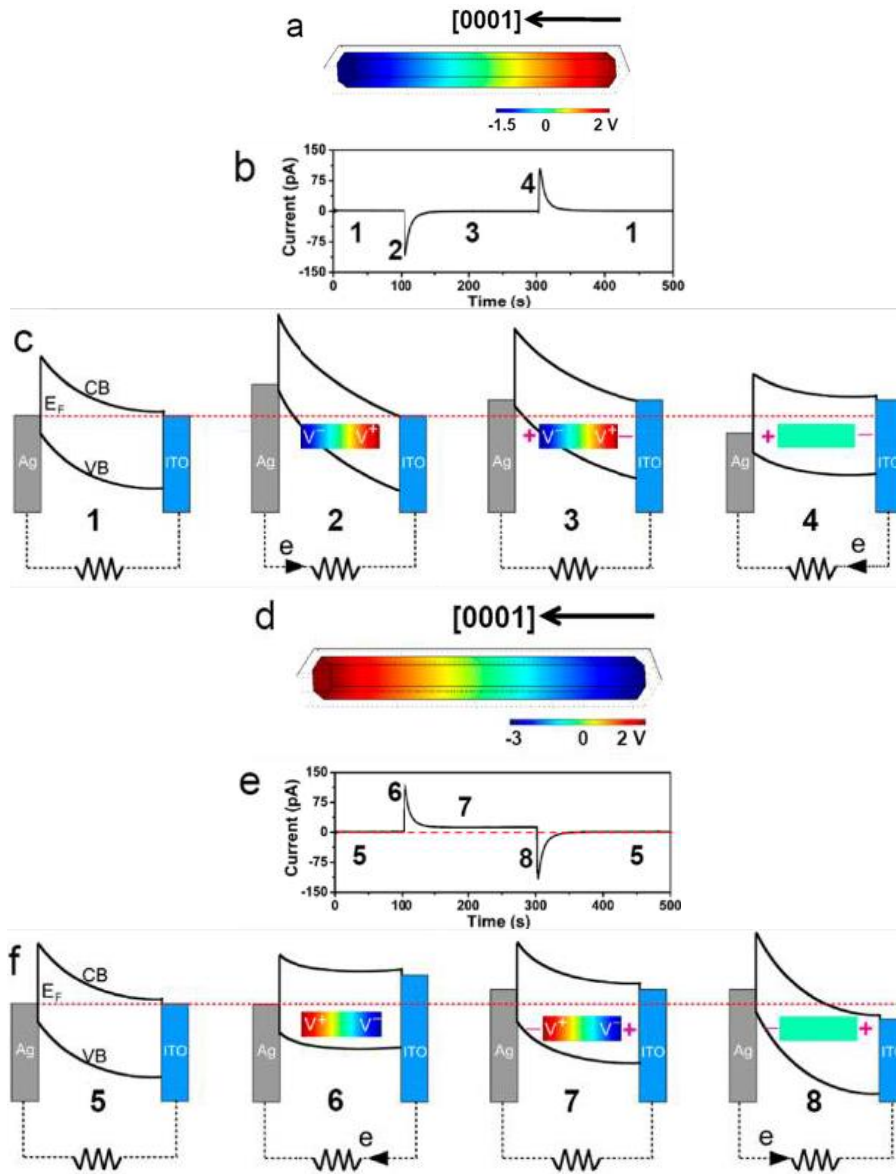 a
[0001]
-1.5 0 2 V
b
Current (pA)
150
75
0
-75
-150
1 2 3 4 1
0 100 200 300 400 500
Time (s)
c
CB
EF
VB
Ag
ITO
1
Ag
V− V+
ITO
e
2
Ag
+ V− V+ −
ITO
3
Ag
+ −
ITO
e
4
d
[0001]
-3 0 2 V
e
Current (pA)
150
75
0
-75
-150
5 6 7 8 5
0 100 200 300 400 500
Time (s)
f
CB
EF
VB
Ag
ITO
5
Ag
V+ V−
ITO
e
6
Ag
− V+ V− +
ITO
7
Ag
− +
ITO
e
8